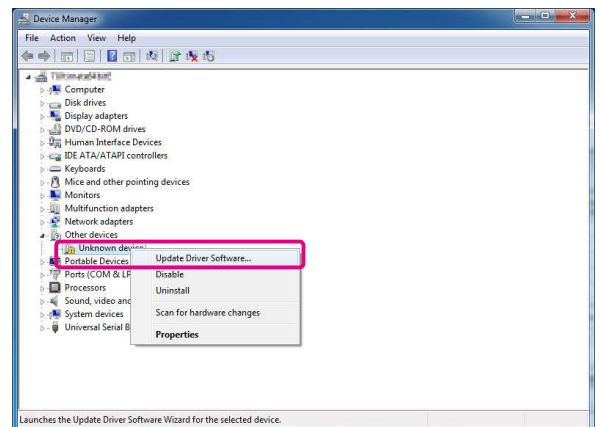 Device Manager
File Action View Help
Computer
Disk drives
Display adapters
DVD/CD-ROM drives
Human Interface Devices
IDE ATA/ATAPI controllers
Keyboards
Mice and other pointing devices
Monitors
Multifunction adapters
Network adapters
Other devices
Unknown device
Update Driver Software...
Portable Devices
Disable
Ports (COM & LP
Uninstall
Processors
Sound, video and
Scan for hardware changes
System devices
Universal Serial B
Properties
Launches the Update Driver Software Wizard for the selected device.